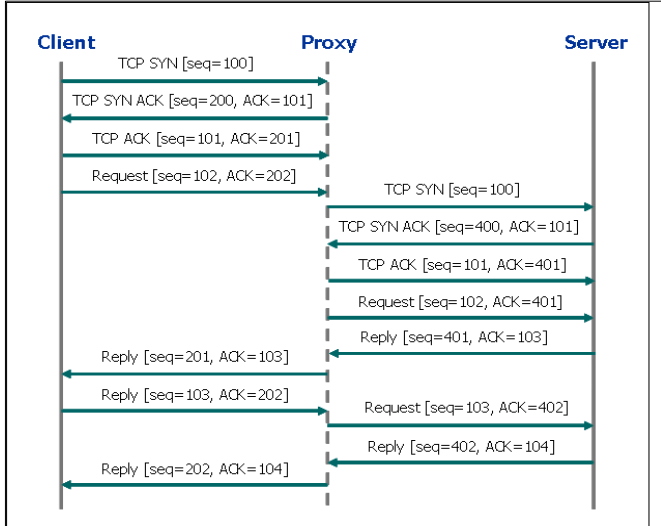 Client Proxy Server
TCP SYN [seq=100]
TCP SYN ACK [seq=200, ACK=101]
TCP ACK [seq=101, ACK=201]
Request [seq=102, ACK=202]
TCP SYN [seq=100]
TCP SYN ACK [seq=400, ACK=101]
TCP ACK [seq=101, ACK=401]
Request [seq=102, ACK=401]
Reply [seq=401, ACK=103]
Reply [seq=201, ACK=103]
Reply [seq=103, ACK=202]
Request [seq=103, ACK=402]
Reply [seq=402, ACK=104]
Reply [seq=202, ACK=104]